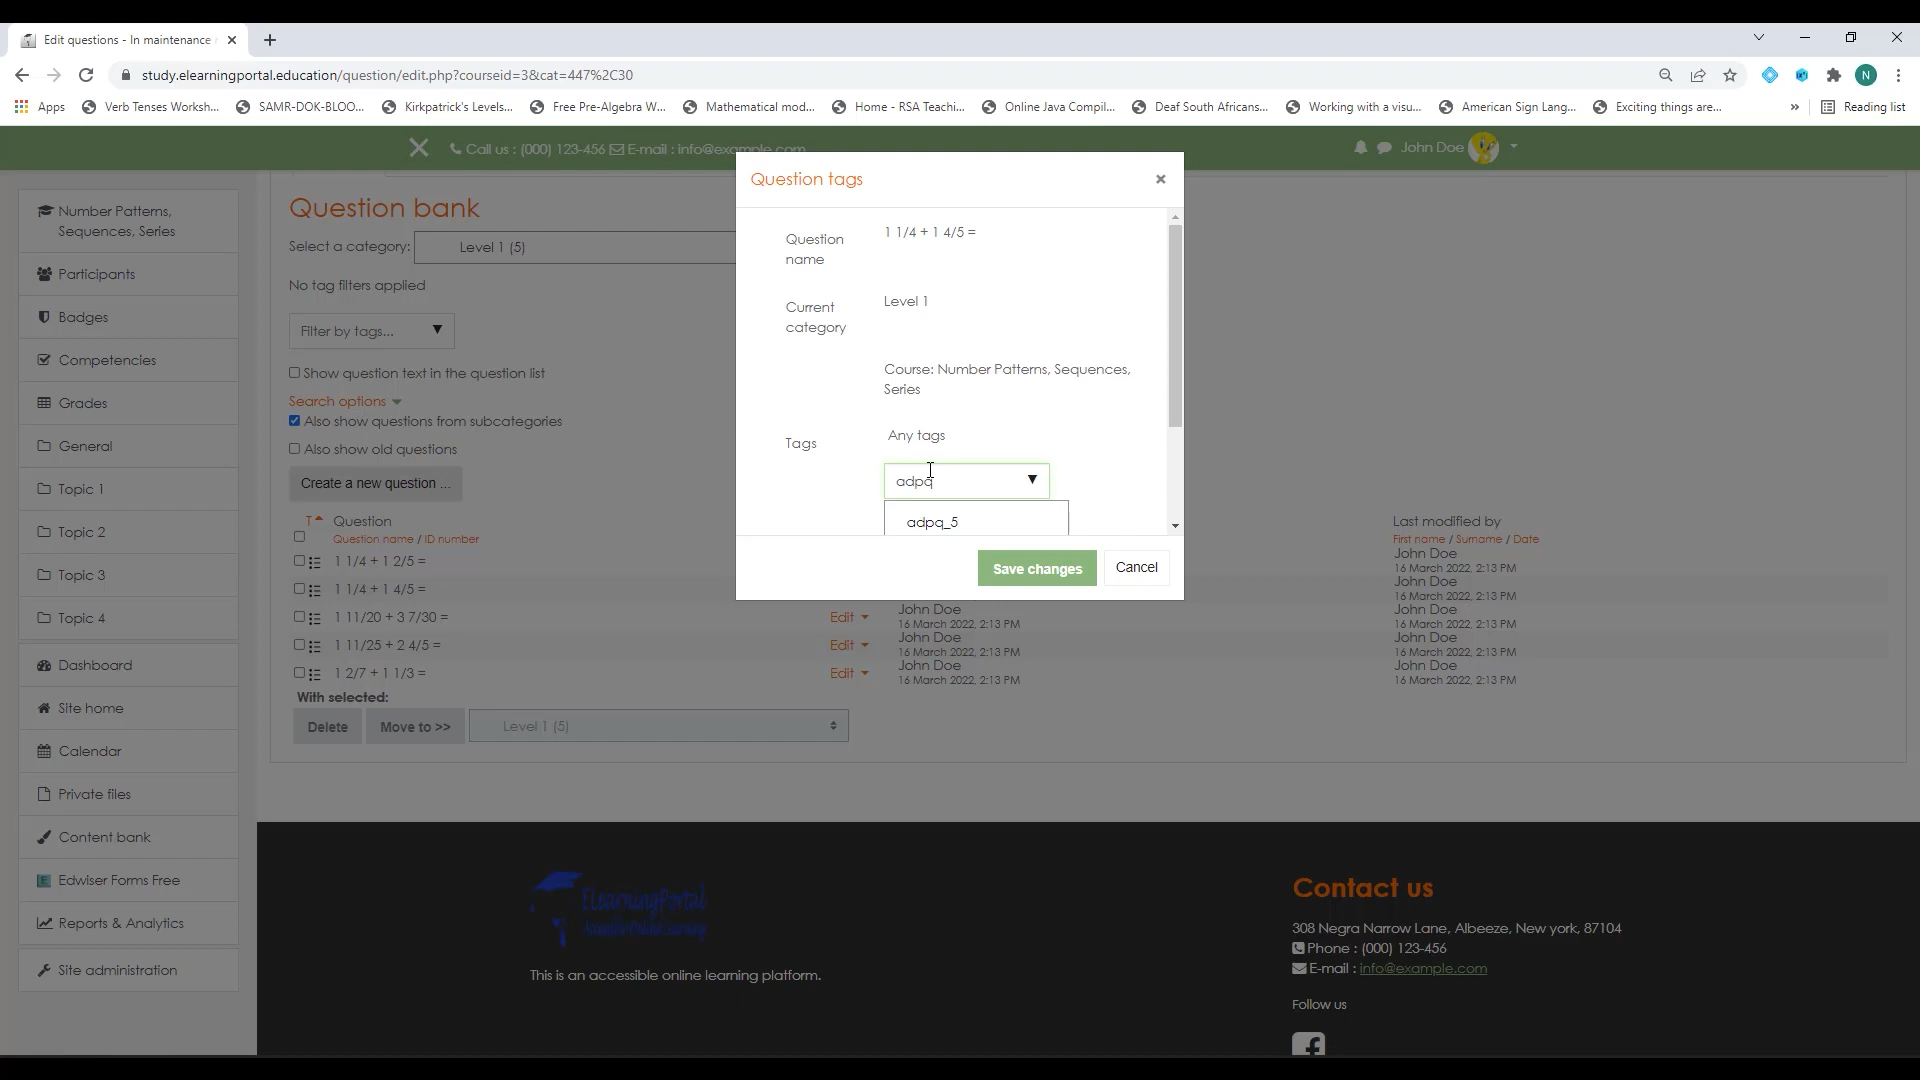 Edit questions - In maintenance
study.elearningportal.education/question/edit.php?courseid=3&cat=447%2C30
N
Apps
Verb Tenses Worksh...
SAMR-DOK-BLOO...
Kirkpatrick's Levels...
Free Pre-Algebra W...
Mathematical mod...
Home - RSA Teachi...
Online Java Compil...
Deaf South Africans...
Working with a visu...
American Sign Lang...
Exciting things are...
»
Reading list
Call us : (000) 123-456 E-mail : info@example.com
John Doe
Number Patterns,
Sequences, Series
Participants
Badges
Competencies
Grades
General
Topic 1
Topic 2
Topic 3
Topic 4
Dashboard
Site home
Calendar
Private files
Content bank
Edwiser Forms Free
Reports & Analytics
Site administration
Question bank
Select a category:
Level 1 (5)
No tag filters applied
Filter by tags...
Show question text in the question list
Search options
Also show questions from subcategories
Also show old questions
Create a new question ...
T
Question
Question name / ID number
Last modified by
First name / Surname / Date
1 1/4 + 1 2/5 =
John Doe
16 March 2022, 2:13 PM
1 1/4 + 1 4/5 =
John Doe
16 March 2022, 2:13 PM
1 11/20 + 3 7/30 =
Edit
John Doe
16 March 2022, 2:13 PM
John Doe
16 March 2022, 2:13 PM
1 11/25 + 2 4/5 =
Edit
John Doe
16 March 2022, 2:13 PM
John Doe
16 March 2022, 2:13 PM
1 2/7 + 1 1/3 =
Edit
John Doe
16 March 2022, 2:13 PM
John Doe
16 March 2022, 2:13 PM
With selected:
Delete
Move to >>
Level 1 (5)
Question tags
×
Question
name
1 1/4 + 1 4/5 =
Current
category
Level 1
Course: Number Patterns, Sequences,
Series
Tags
Any tags
adpq
adpq_5
Save changes
Cancel
ElearningPortal
This is an accessible online learning platform.
Contact us
308 Negra Narrow Lane, Albeeze, New york, 87104
Phone : (000) 123-456
E-mail : info@example.com
Follow us